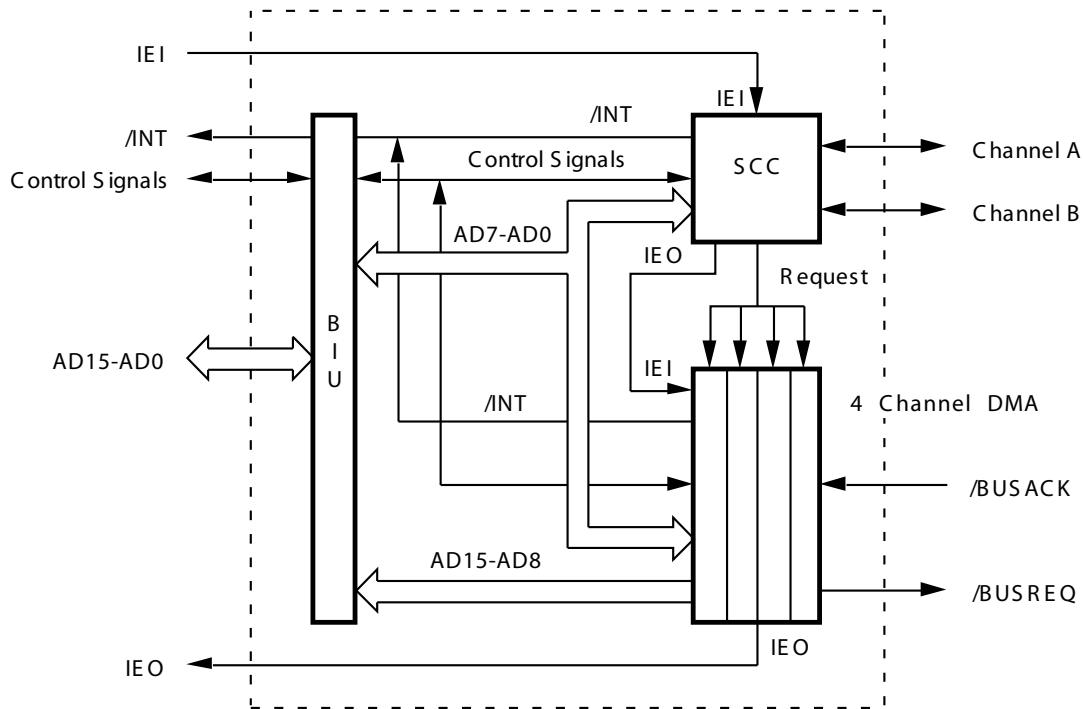 IEI
IEI
/INT
/INT
Control Signals
Control Signals
SCC
Channel A
Channel B
AD7-AD0
IEO
Request
BIU
AD15-AD0
IEI
/INT
4 Channel DMA
/BUSACK
AD15-AD8
/BUSREQ
IEO
IEO